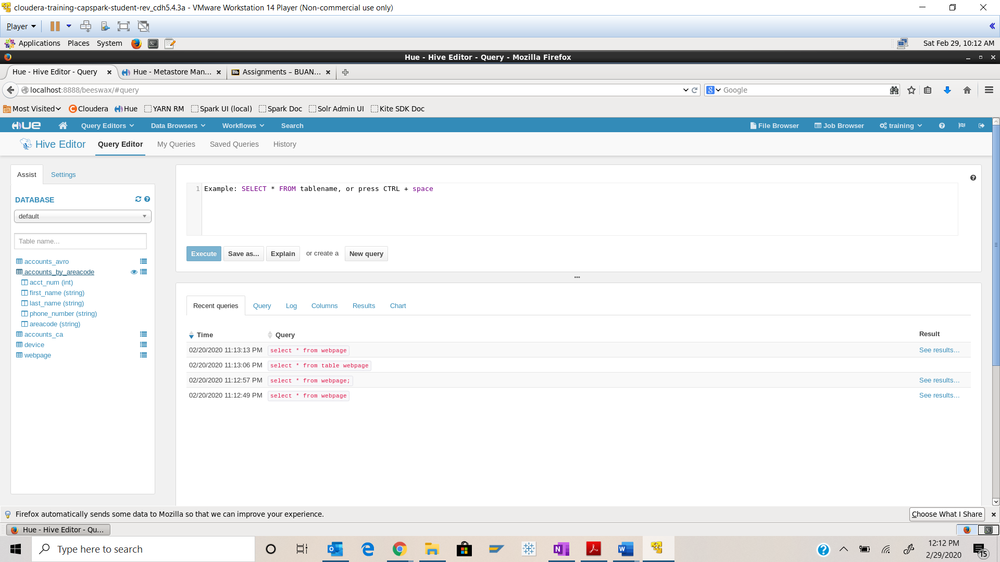 cloudera-training-capspark-student-rev_cdh5.4.3a - VMware Workstation 14 Player (Non-commercial use only)
Player
Applications Places System Sat Feb 29, 10:12 AM
Hue - Hive Editor - Query - Mozilla Firefox
Hue - Hive Editor - Query Hue - Metastore Man... Bb Assignments – BUAN...
localhost:8888/beeswax/#query 8 Google
Most Visited Cloudera Hue YARN RM Spark UI (local) Spark Doc Solr Admin UI Kite SDK Doc
HUE Query Editors Data Browsers Workflows Search File Browser Job Browser training
Hive Editor Query Editor My Queries Saved Queries History
Assist Settings
DATABASE
default
Table name...
accounts_avro
accounts_by_areacode
acct_num (int)
first_name (string)
last_name (string)
phone_number (string)
areacode (string)
accounts_ca
device
webpage
1 Example: SELECT * FROM tablename, or press CTRL + space
Execute Save as... Explain or create a New query
Recent queries Query Log Columns Results Chart
Time Query Result
02/20/2020 11:13:13 PM select * from webpage See results...
02/20/2020 11:13:06 PM select * from table webpage
02/20/2020 11:12:57 PM select * from webpage; See results...
02/20/2020 11:12:49 PM select * from webpage See results...
Firefox automatically sends some data to Mozilla so that we can improve your experience. Choose What I Share
Hue - Hive Editor - Qu...
Type here to search
12:12 PM
2/29/2020
15